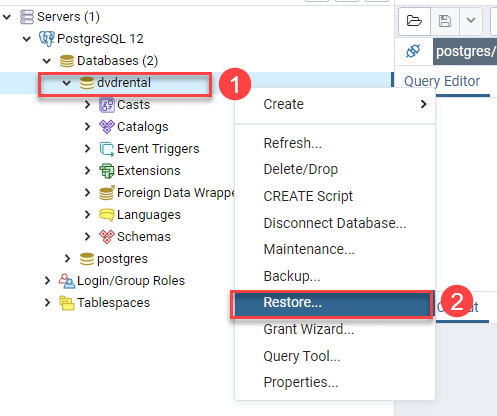 Servers (1)
PostgreSQL 12
Databases (2)
dvdrental
1
Casts
Catalogs
Event Triggers
Extensions
Foreign Data Wrappe
Languages
Schemas
postgres
Login/Group Roles
Tablespaces
postgres/
Query Editor
Create
Refresh...
Delete/Drop
CREATE Script
Disconnect Database...
Maintenance...
Backup...
Restore...
2
Grant Wizard...
Query Tool...
Properties...